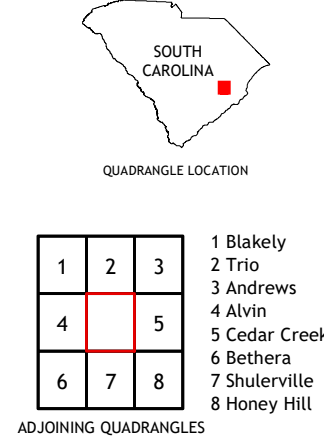 SOUTH
CAROLINA
QUADRANGLE LOCATION
1 2 3
4 5
6 7 8
1 Blakely
2 Trio
3 Andrews
4 Alvin
5 Cedar Creek
6 Bethera
7 Shulerville
8 Honey Hill
ADJOINING QUADRANGLES